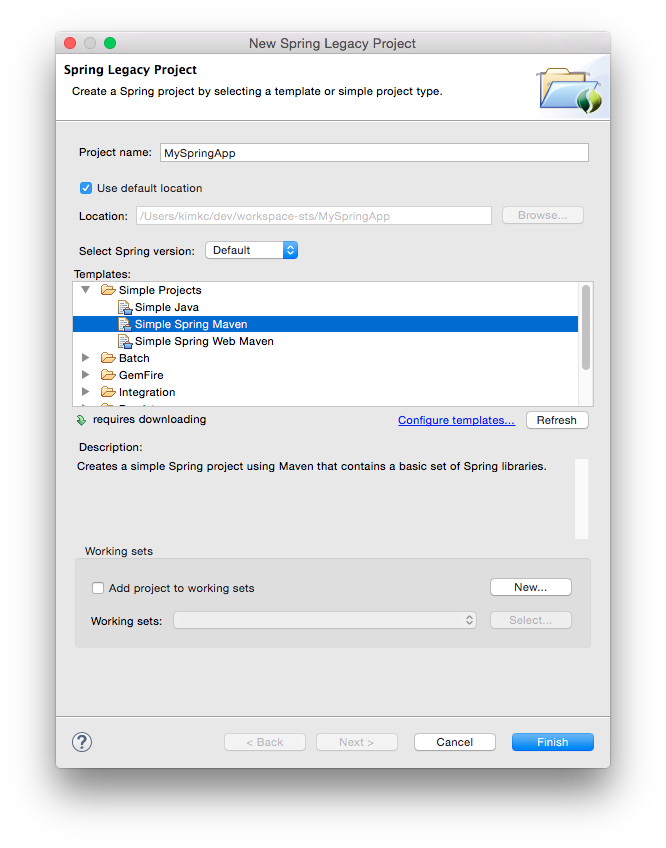 New Spring Legacy Project
Spring Legacy Project
Create a Spring project by selecting a template or simple project type.
Project name: MySpringApp
Use default location
Location: /Users/kimkc/dev/workspace-sts/MySpringApp Browse...
Select Spring version: Default
Templates:
Simple Projects
Simple Java
Simple Spring Maven
Simple Spring Web Maven
Batch
GemFire
Integration
requires downloading Configure templates... Refresh
Description:
Creates a simple Spring project using Maven that contains a basic set of Spring libraries.
Working sets
Add project to working sets New...
Working sets: Select...
? < Back Next > Cancel Finish